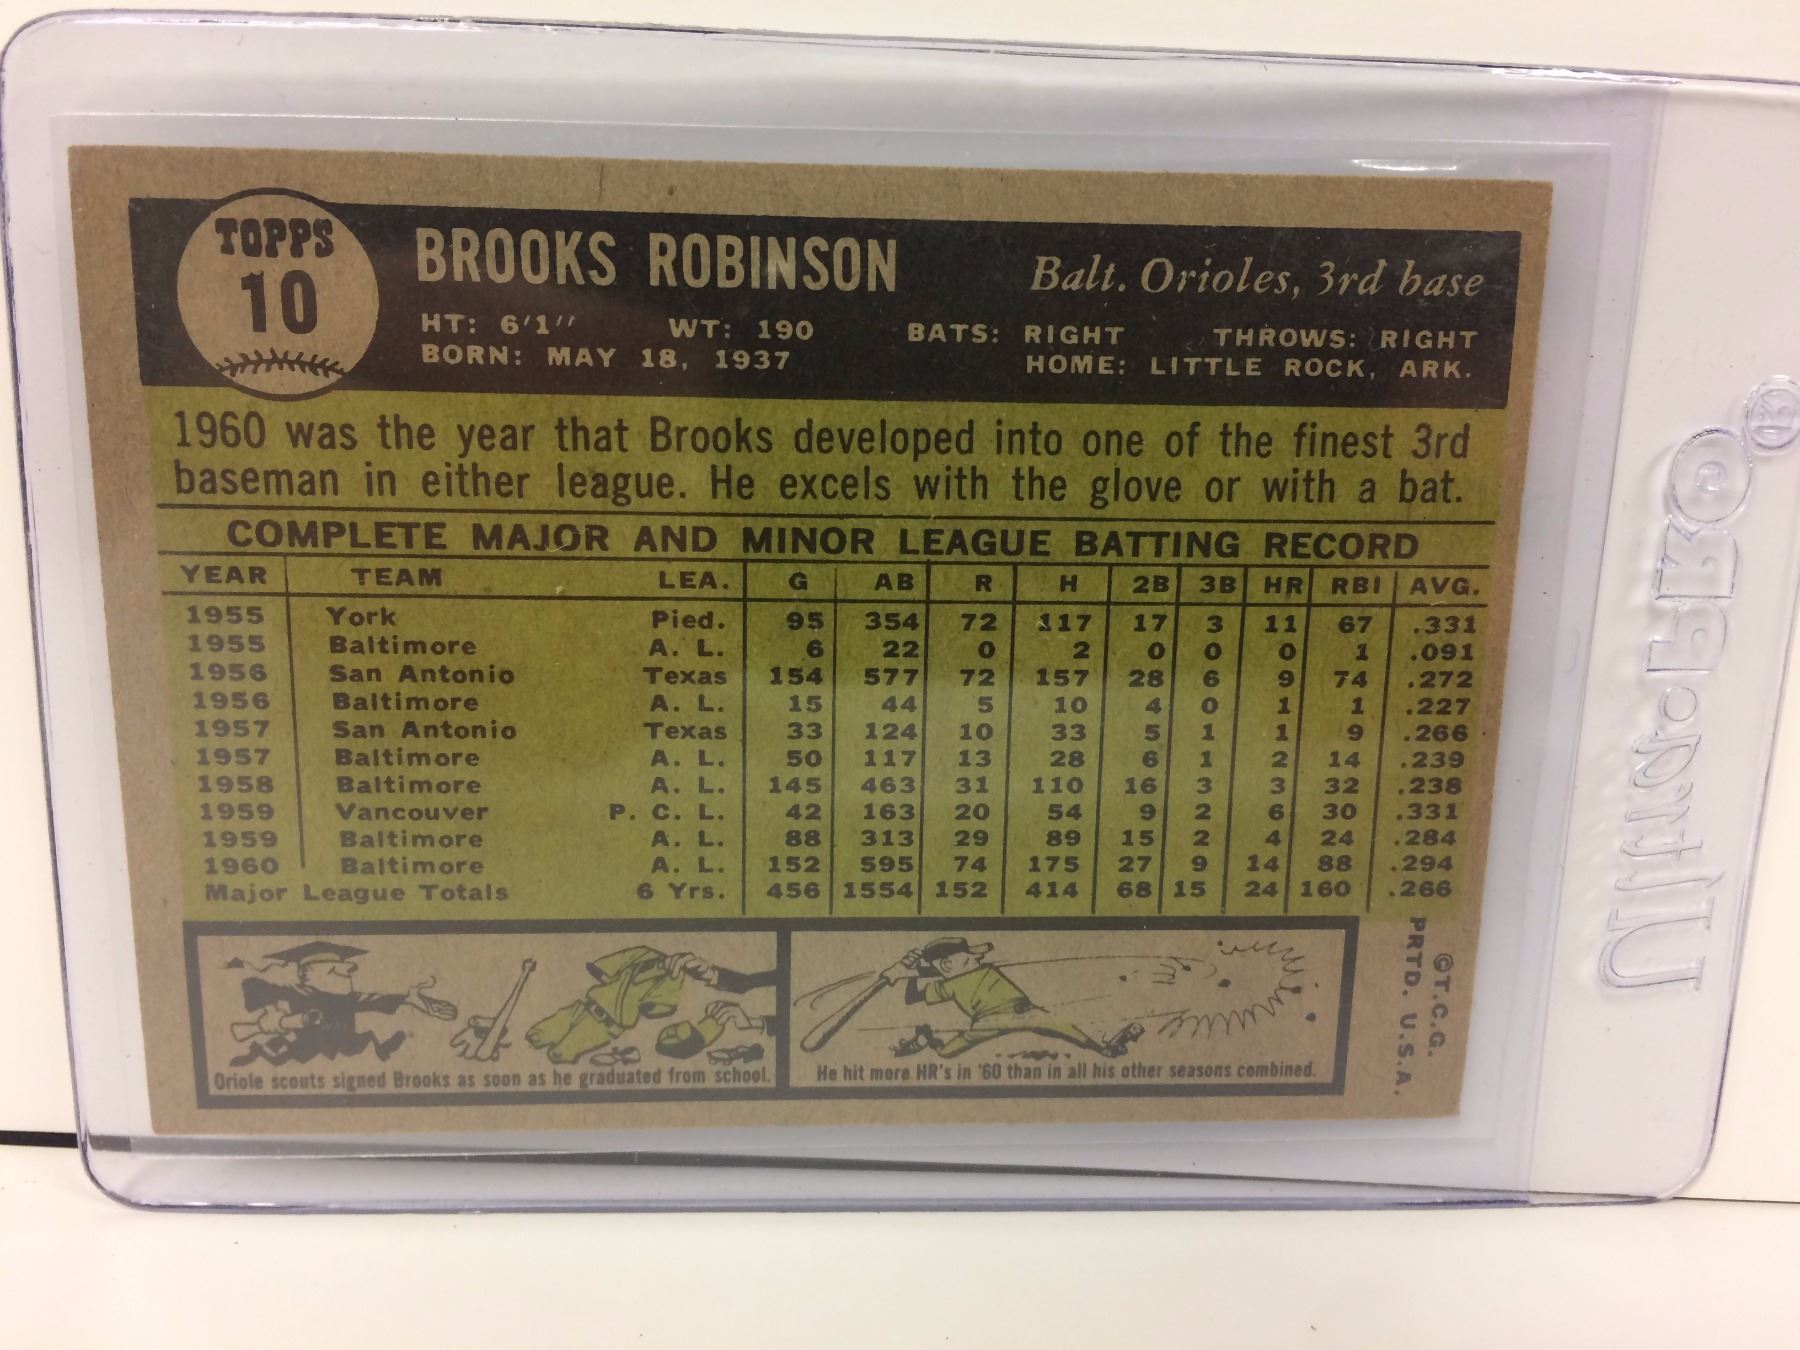 TOPPS
10
BROOKS ROBINSON
Balt. Orioles, 3rd base
HT: 6'1" WT: 190 BATS: RIGHT THROWS: RIGHT
BORN: MAY 18, 1937 HOME: LITTLE ROCK, ARK.
1960 was the year that Brooks developed into one of the finest 3rd
baseman in either league. He excels with the glove or with a bat.
COMPLETE MAJOR AND MINOR LEAGUE BATTING RECORD
YEAR TEAM LEA. G AB R H 2B 3B HR RBI AVG.
1955 York Pied. 95 354 72 117 17 3 11 67 .331
1955 Baltimore A. L. 6 22 0 2 0 0 0 1 .091
1956 San Antonio Texas 154 577 72 157 28 6 9 74 .272
1956 Baltimore A. L. 15 44 5 10 4 0 1 1 .227
1957 San Antonio Texas 33 124 10 33 5 1 1 9 .266
1957 Baltimore A. L. 50 117 13 28 6 1 2 14 .239
1958 Baltimore A. L. 145 463 31 110 16 3 3 32 .238
1959 Vancouver P. C. L. 42 163 20 54 9 2 6 30 .331
1959 Baltimore A. L. 88 313 29 89 15 2 4 24 .284
1960 Baltimore A. L. 152 595 74 175 27 9 14 88 .294
Major League Totals 6 Yrs. 456 1554 152 414 68 15 24 160 .266
Oriole scouts signed Brooks as soon as he graduated from school.
He hit more HR's in '60 than in all his other seasons combined.
©T.C.G.
PRTD. U.S.A.
Ultra•PRO®